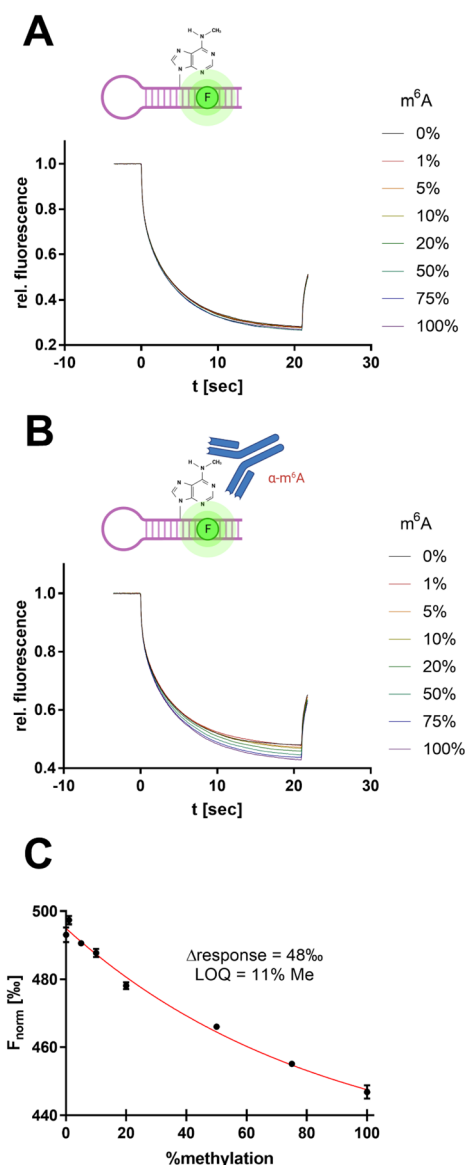 A
H
N
CH₃
N
N
N
N
F
m⁶A
0%
1%
5%
10%
20%
50%
75%
100%
rel. fluorescence
1.0
0.8
0.6
0.4
0.2
-10
0
10
20
30
t [sec]
B
H
N
CH₃
N
N
N
N
α-m⁶A
F
m⁶A
0%
1%
5%
10%
20%
50%
75%
100%
rel. fluorescence
1.0
0.8
0.6
0.4
-10
0
10
20
30
t [sec]
C
Δresponse = 48‰
LOQ = 11% Me
Fnorm [‰]
500
480
460
440
0
20
40
60
80
100
%methylation